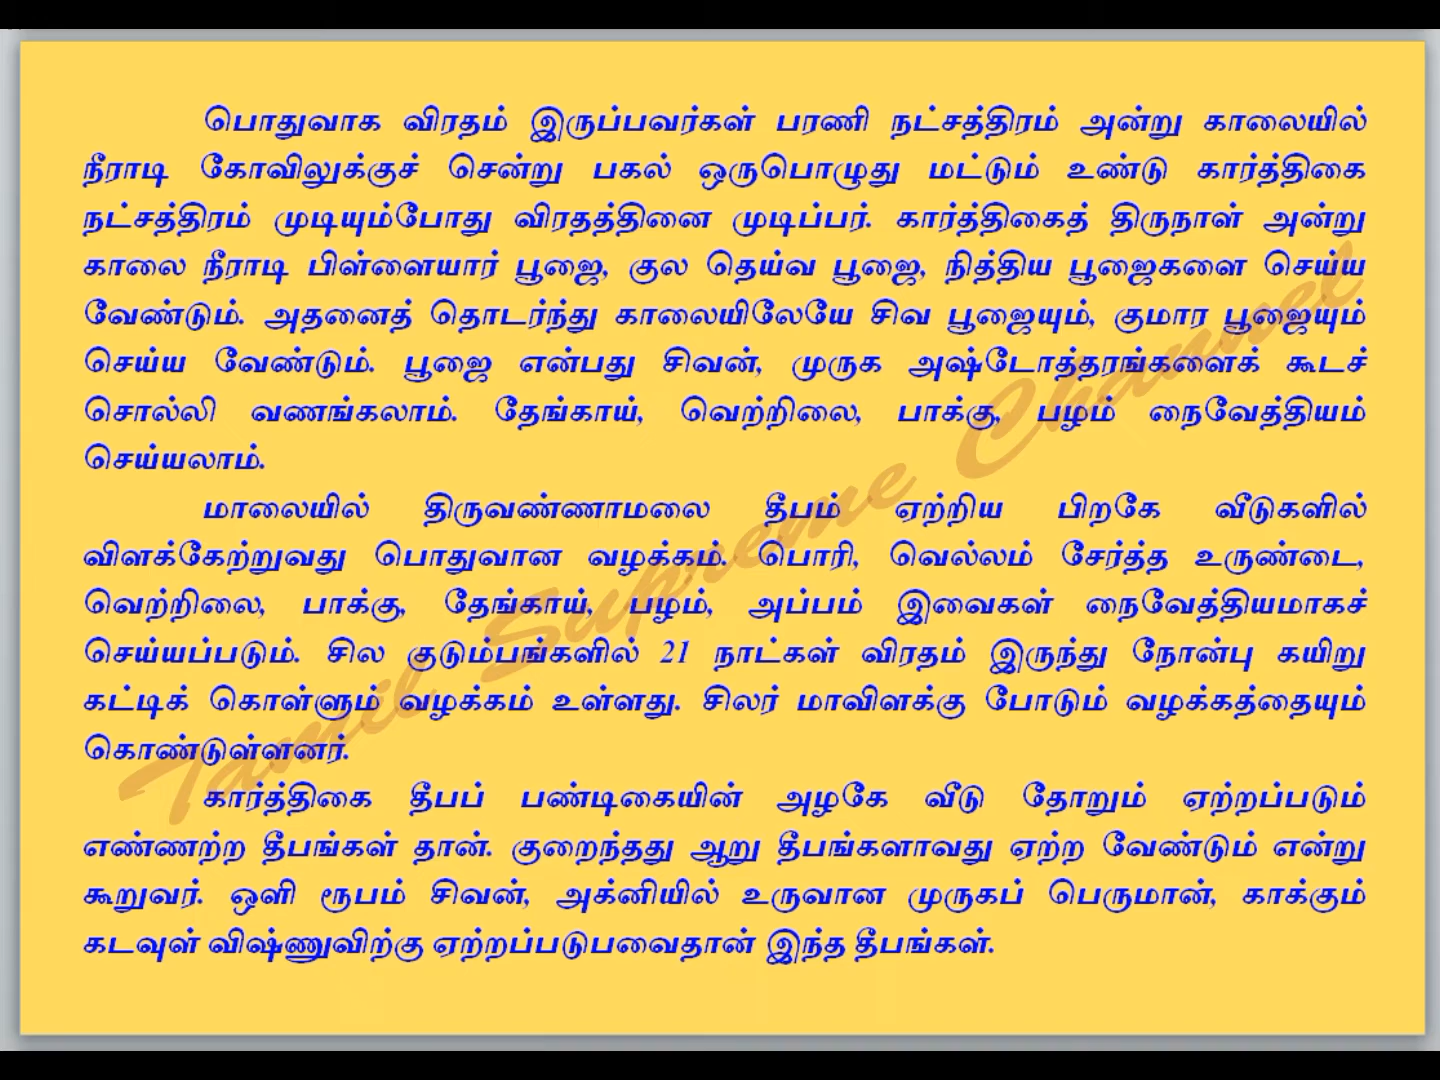 பொதுவாக விரதம் இருப்பவர்கள் பரணி நட்சத்திரம் அன்று காலையில்
நீராடி கோவிலுக்குச் சென்று பகல் ஒருபொழுது மட்டும் உண்டு கார்த்திகை
நட்சத்திரம் முடியும்போது விரதத்தினை முடிப்பர். கார்த்திகைத் திருநாள் அன்று
காலை நீராடி பிள்ளையார் பூஜை, குல தெய்வ பூஜை, நித்திய பூஜைகளை செய்ய
வேண்டும். அதனைத் தொடர்ந்து காலையிலேயே சிவ பூஜையும், குமார பூஜையும்
செய்ய வேண்டும். பூஜை என்பது சிவன், முருக அஷ்டோத்தரங்களைக் கூடச்
சொல்லி வணங்கலாம். தேங்காய், வெற்றிலை, பாக்கு, பழம் நைவேத்தியம்
செய்யலாம்.
மாலையில் திருவண்ணாமலை தீபம் ஏற்றிய பிறகே வீடுகளில்
விளக்கேற்றுவது பொதுவான வழக்கம். பொரி, வெல்லம் சேர்த்த உருண்டை,
வெற்றிலை, பாக்கு, தேங்காய், பழம், அப்பம் இவைகள் நைவேத்தியமாகச்
செய்யப்படும். சில குடும்பங்களில் 21 நாட்கள் விரதம் இருந்து நோன்பு கயிறு
கட்டிக் கொள்ளும் வழக்கம் உள்ளது. சிலர் மாவிளக்கு போடும் வழக்கத்தையும்
கொண்டுள்ளனர்.
கார்த்திகை தீபப் பண்டிகையின் அழகே வீடு தோறும் ஏற்றப்படும்
எண்ணற்ற தீபங்கள் தான். குறைந்தது ஆறு தீபங்களாவது ஏற்ற வேண்டும் என்று
கூறுவர். ஒளி ரூபம் சிவன், அக்னியில் உருவான முருகப் பெருமான், காக்கும்
கடவுள் விஷ்ணுவிற்கு ஏற்றப்படுபவைதான் இந்த தீபங்கள்.
Tamil Supreme Channel